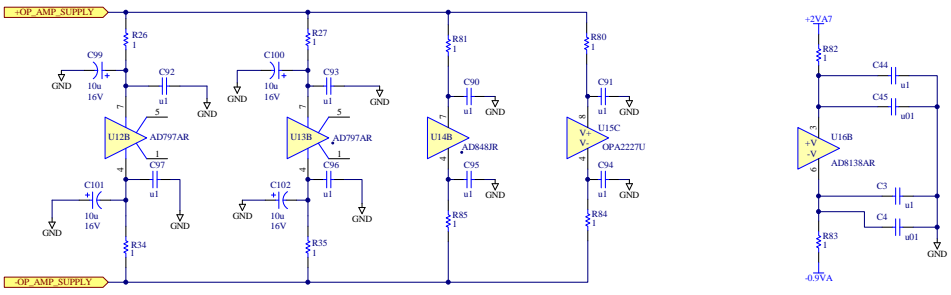 +OP_AMP_SUPPLY
R26
1
R27
1
R81
1
R80
1
C99
10u
16V
GND
C92
u1
GND
C100
10u
16V
GND
C93
u1
GND
C90
u1
GND
C91
u1
GND
7
5
U12B
AD797AR
1
4
7
5
U13B
AD797AR
1
4
7
U14B
AD848JR
4
8
V+
V-
U15C
OPA2227U
4
C97
u1
GND
C101
10u
16V
GND
C96
u1
GND
C102
10u
16V
GND
C95
u1
GND
C94
u1
GND
R34
1
R35
1
R85
1
R84
1
-OP_AMP_SUPPLY
+2VA7
R82
1
C44
u1
C45
u01
3
+V
-V
U16B
AD8138AR
6
C3
u1
C4
u01
R83
1
GND
-0.9VA